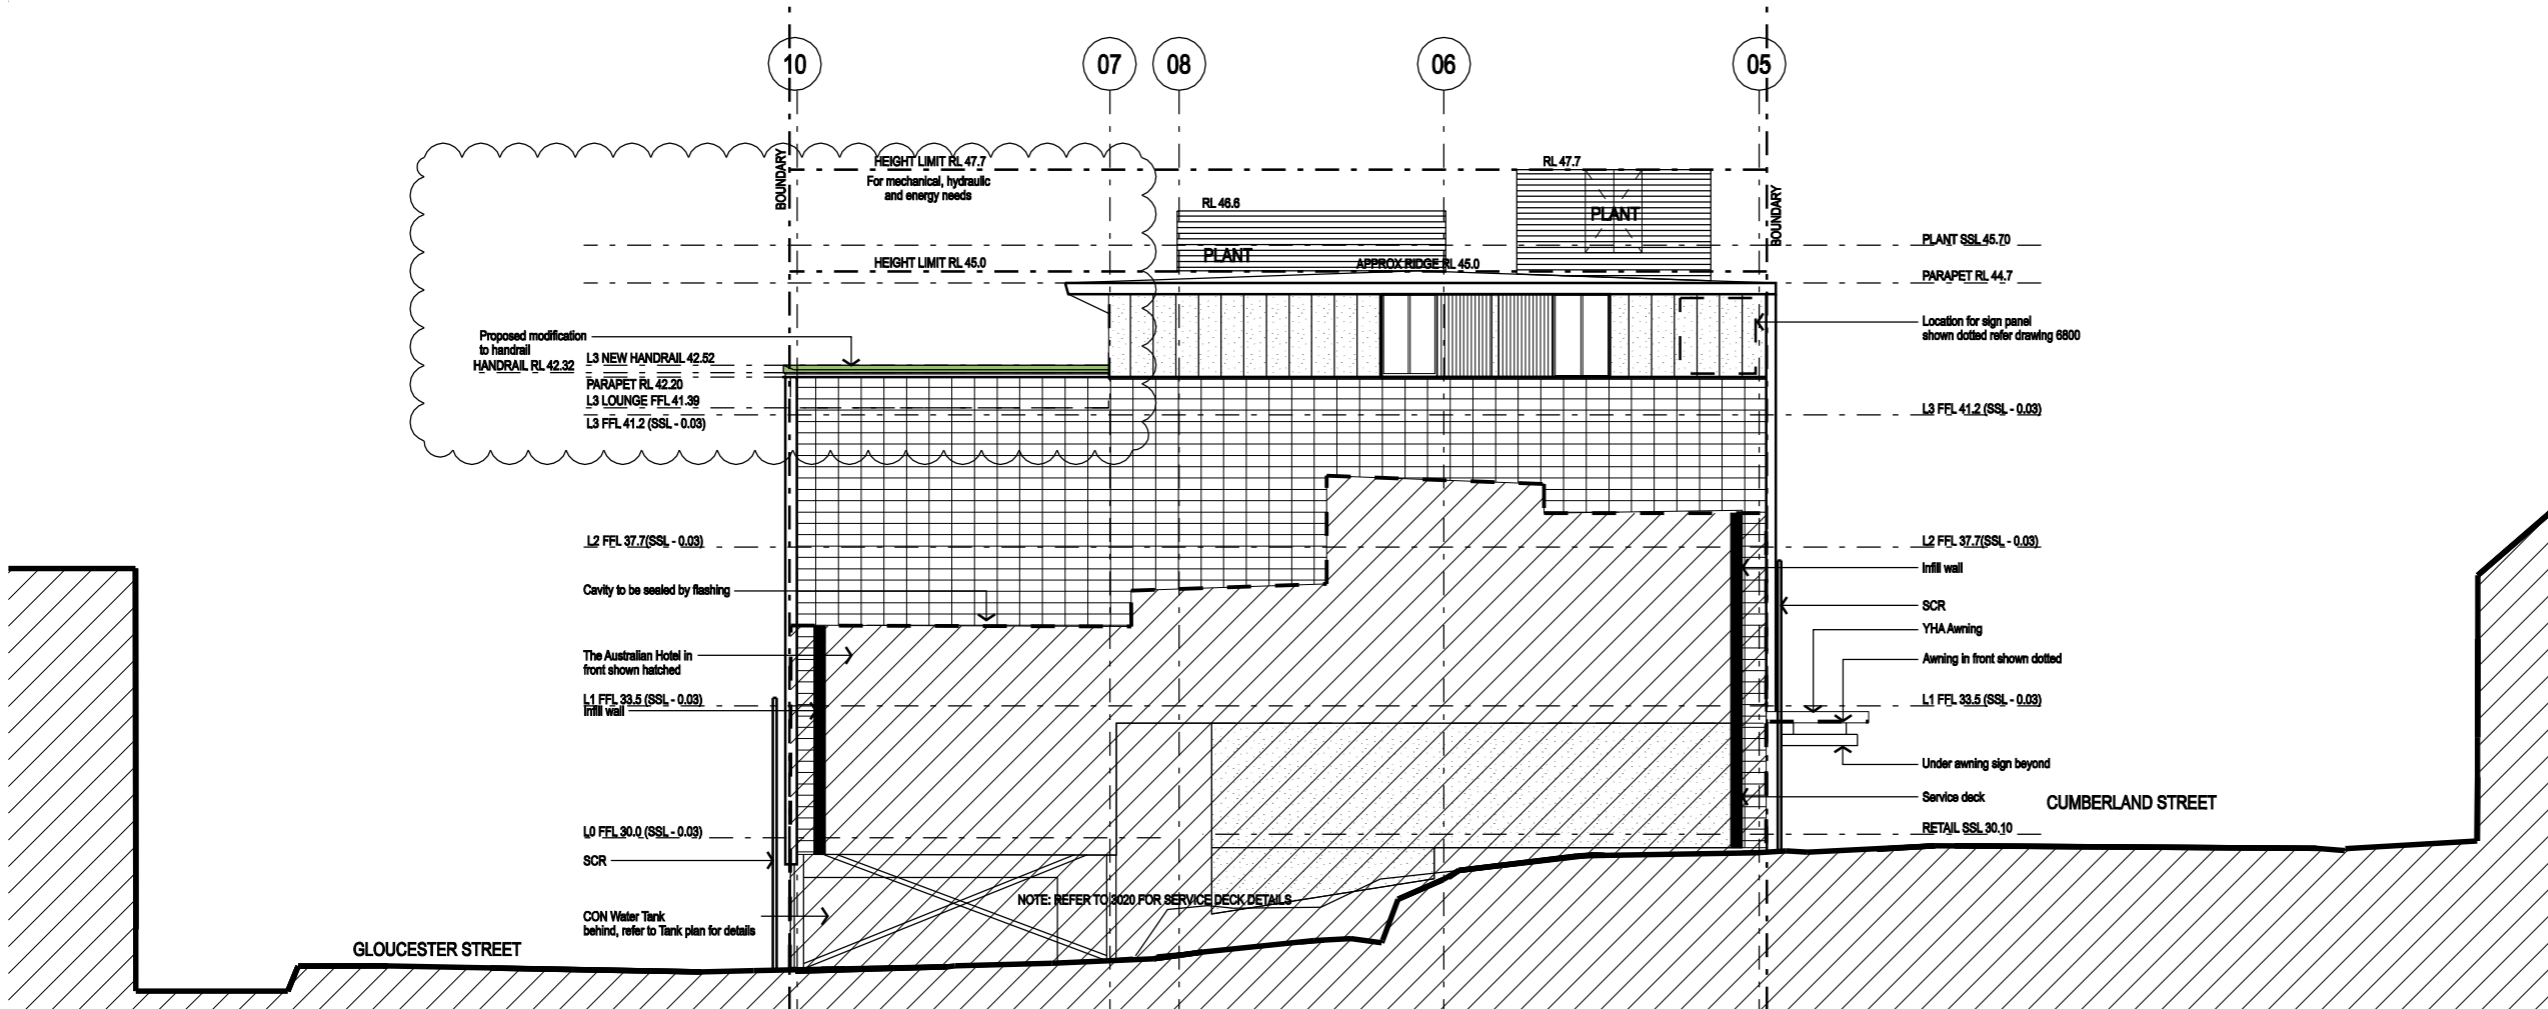 10
07
08
06
05
BOUNDARY
HEIGHT LIMIT RL 47.7
For mechanical, hydraulic
and energy needs
RL 47.7
RL 46.6
PLANT
PLANT
BOUNDARY
HEIGHT LIMIT RL 45.0
APPROX RIDGE RL 45.0
PLANT SSL 45.70
PARAPET RL 44.7
Location for sign panel
shown dotted refer drawing 6800
Proposed modification
to handrail
L3 NEW HANDRAIL 42.52
HANDRAIL RL 42.32
PARAPET RL 42.20
L3 LOUNGE FFL 41.39
L3 FFL 41.2 (SSL - 0.03)
L3 FFL 41.2 (SSL - 0.03)
L2 FFL 37.7(SSL - 0.03)
L2 FFL 37.7(SSL - 0.03)
Infill wall
Cavity to be sealed by flashing
SCR
YHA Awning
The Australian Hotel in
front shown hatched
Awning in front shown dotted
L1 FFL 33.5 (SSL - 0.03)
Infill wall
L1 FFL 33.5 (SSL - 0.03)
Under awning sign beyond
Service deck
CUMBERLAND STREET
L0 FFL 30.0 (SSL - 0.03)
RETAIL SSL 30.10
SCR
NOTE: REFER TO 3020 FOR SERVICE DECK DETAILS
CON Water Tank
behind, refer to Tank plan for details
GLOUCESTER STREET